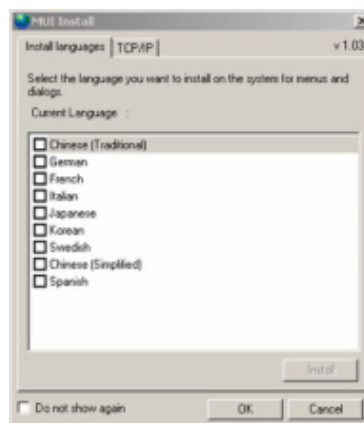 MUI Install
Install languages TCP/IP v 1.03
Select the language you want to install on the system for menus and
dialogs.
Current Language :
Chinese (Traditional)
German
French
Italian
Japanese
Korean
Swedish
Chinese (Simplified)
Spanish
Install
Do not show again OK Cancel